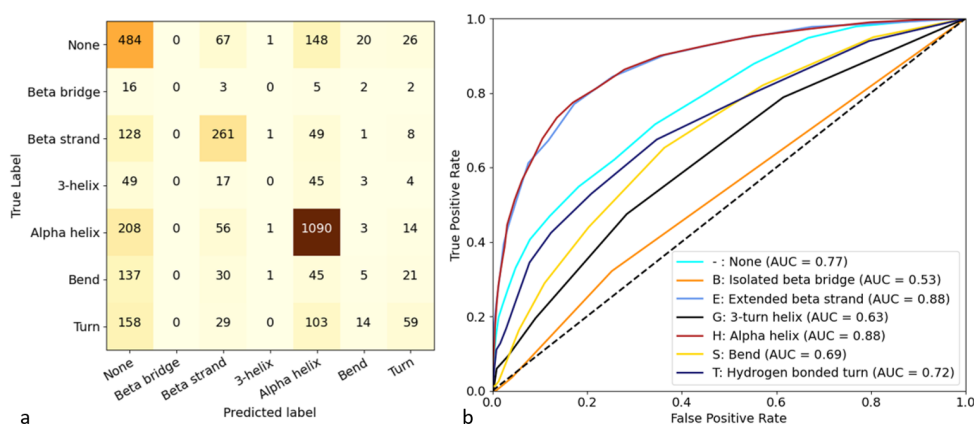 True Label
None 484 0 67 1 148 20 26
Beta bridge 16 0 3 0 5 2 2
Beta strand 128 0 261 1 49 1 8
3-helix 49 0 17 0 45 3 4
Alpha helix 208 0 56 1 1090 3 14
Bend 137 0 30 1 45 5 21
Turn 158 0 29 0 103 14 59
None Beta bridge Beta strand 3-helix Alpha helix Bend Turn
Predicted label
a
True Positive Rate
1.0
0.8
0.6
0.4
0.2
0.0
- : None (AUC = 0.77)
B: Isolated beta bridge (AUC = 0.53)
E: Extended beta strand (AUC = 0.88)
G: 3-turn helix (AUC = 0.63)
H: Alpha helix (AUC = 0.88)
S: Bend (AUC = 0.69)
T: Hydrogen bonded turn (AUC = 0.72)
0.0 0.2 0.4 0.6 0.8 1.0
False Positive Rate
b